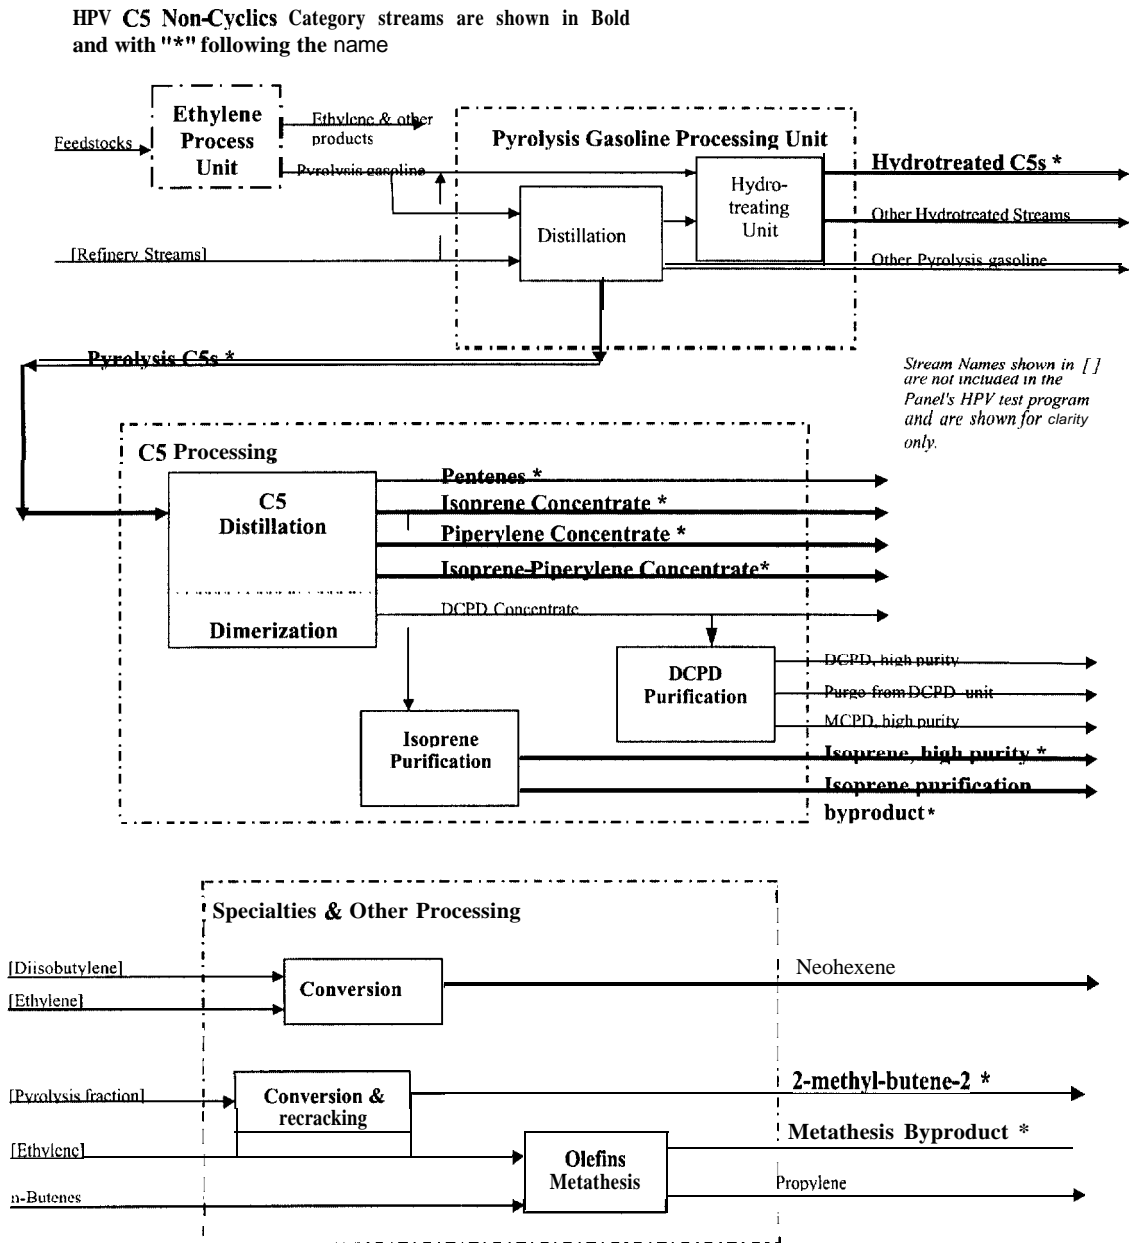 HPV C5 Non-Cyclics Category streams are shown in Bold
and with "*" following the name
Ethylene
Process
Unit
Feedstocks
Ethylene & other
products
Pyrolysis gasoline
Pyrolysis Gasoline Processing Unit
Hydro-
treating
Unit
Distillation
Hydrotreated C5s *
Other Hydrotreated Streams
Other Pyrolysis gasoline
[Refinery Streams]
Pyrolysis C5s *
Stream Names shown in [ ]
are not included in the
Panel's HPV test program
and are shown for clarity
only.
C5 Processing
C5
Distillation
Dimerization
Pentenes *
Isoprene Concentrate *
Piperylene Concentrate *
Isoprene-Piperylene Concentrate*
DCPD Concentrate
DCPD
Purification
DCPD, high purity
Purge from DCPD unit
MCPD, high purity
Isoprene
Purification
Isoprene, high purity *
Isoprene purification
byproduct*
Specialties & Other Processing
[Diisobutylene]
[Ethylene]
Conversion
Neohexene
[Pyrolysis fraction]
Conversion &
recracking
2-methyl-butene-2 *
[Ethylene]
n-Butenes
Olefins
Metathesis
Metathesis Byproduct *
Propylene